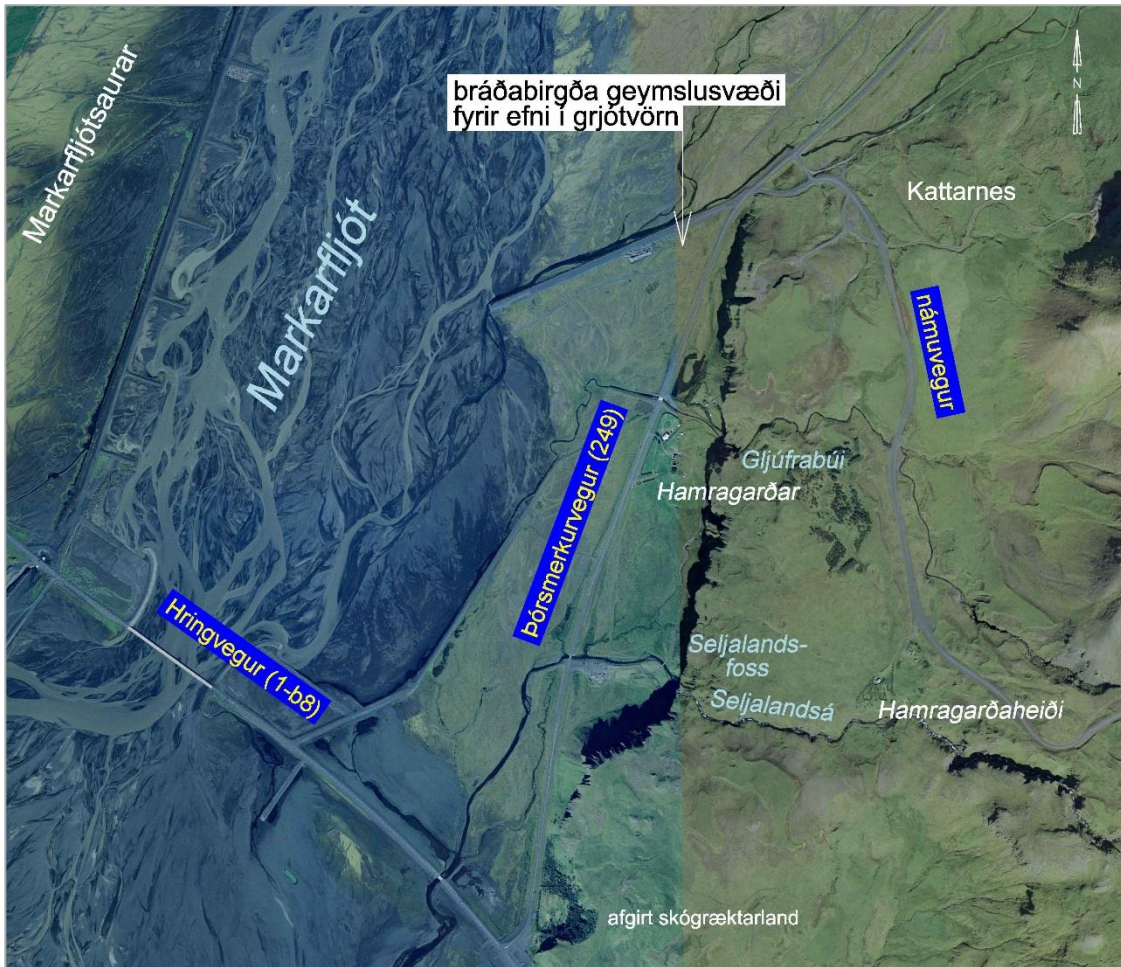 bráðabirgða geymslusvæði
fyrir efni í grjótvörn
Markarfljótsaurar
N
Kattarnes
Markarfljót
námuvegur
Þórsmerkurvegur (249)
Gljúfrabúi
Hamragarðar
Hringvegur (1-b8)
Seljalands-
foss
Seljalandsá
Hamragarðaheiði
afgirt skógræktarland